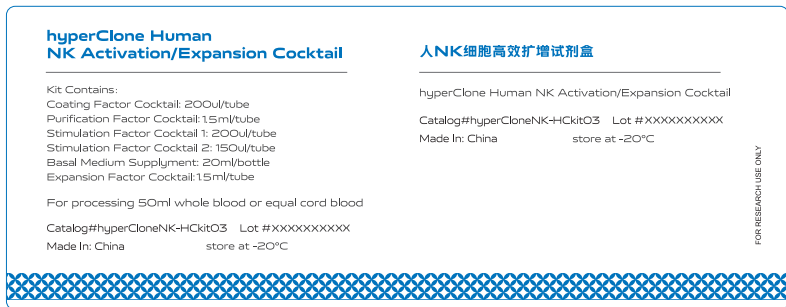 hyperClone Human
NK Activation/Expansion Cocktail
Kit Contains:
Coating Factor Cocktail: 200ul/tube
Purification Factor Cocktail: 1.5ml/tube
Stimulation Factor Cocktail 1: 200ul/tube
Stimulation Factor Cocktail 2: 150ul/tube
Basal Medium Supplyment: 20ml/bottle
Expansion Factor Cocktail: 1.5ml/tube
For processing 50ml whole blood or equal cord blood
Catalog#hyperCloneNK-HCkit03 Lot #XXXXXXXXXX
Made In: China store at -20°C
人NK细胞高效扩增试剂盒
hyperClone Human NK Activation/Expansion Cocktail
Catalog#hyperCloneNK-HCkit03 Lot #XXXXXXXXXX
Made In: China store at -20°C
FOR RESEARCH USE ONLY